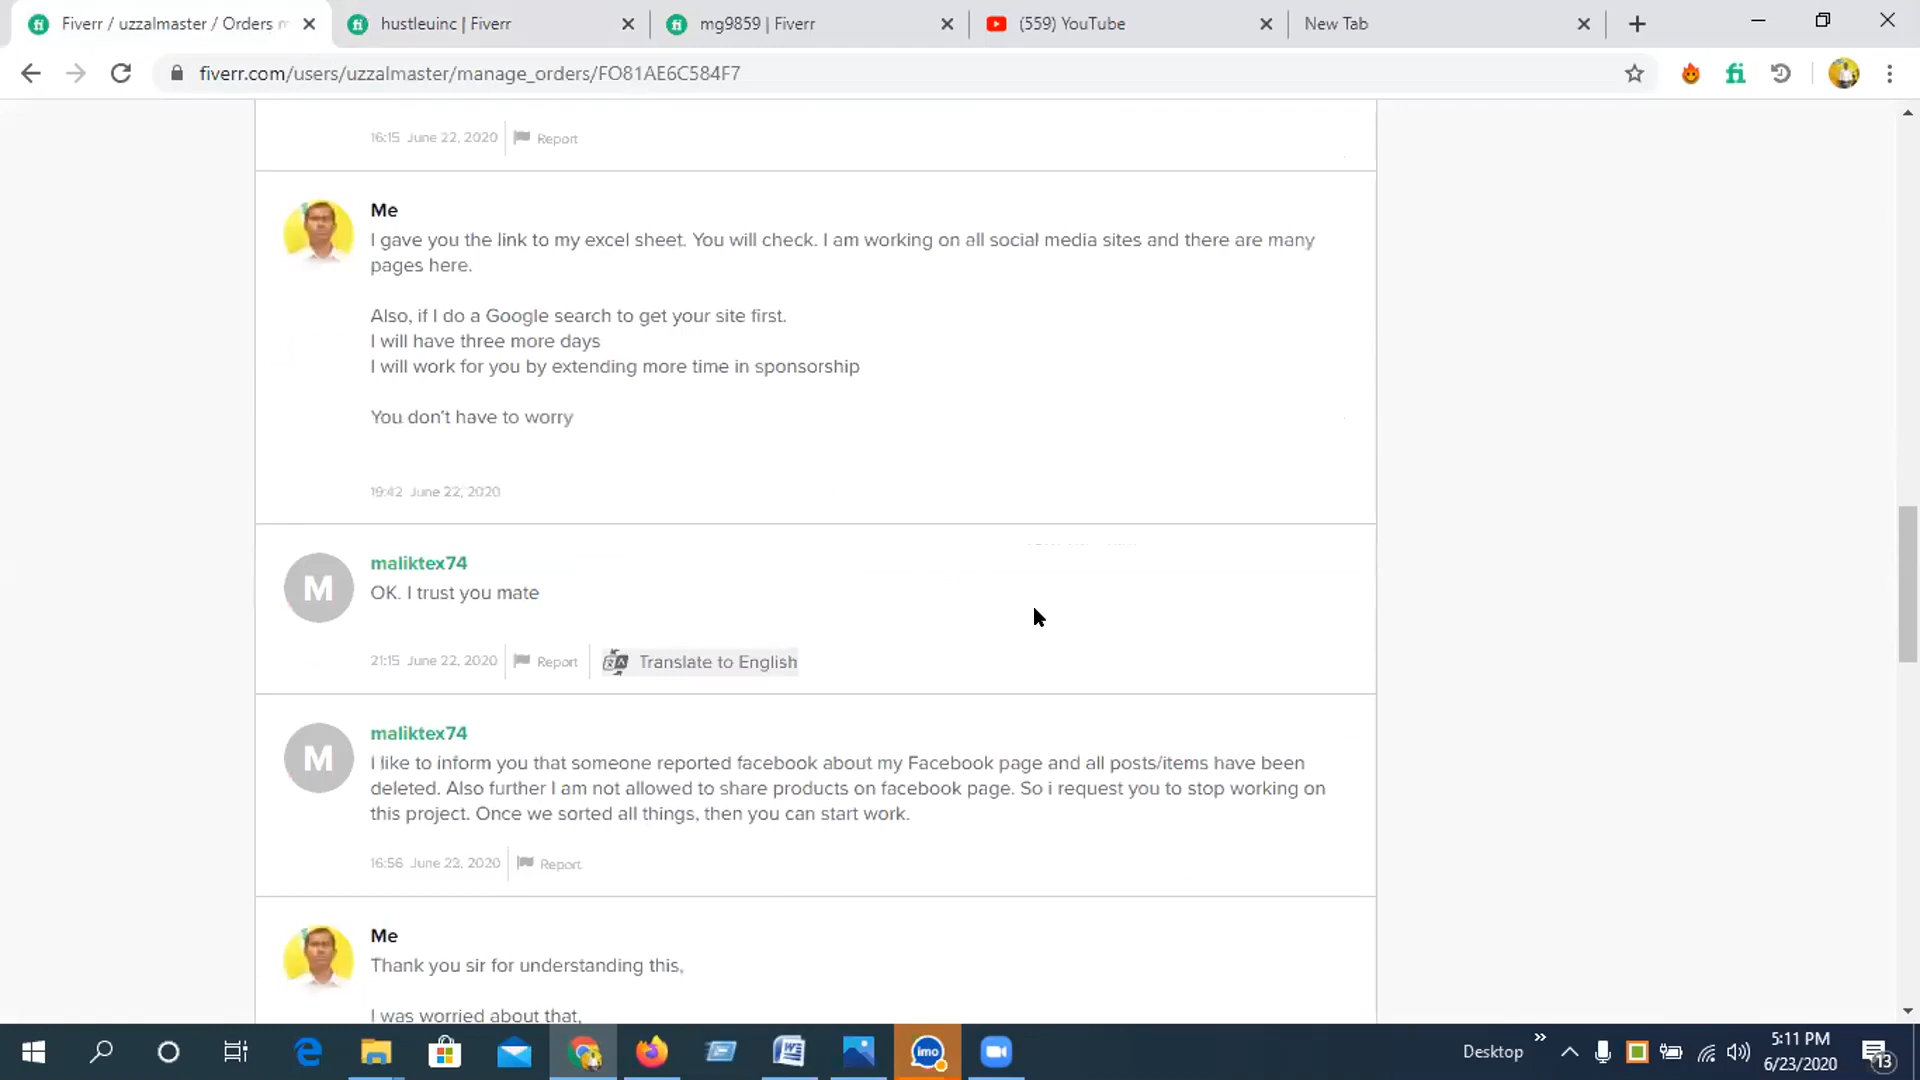 Fiverr / uzzalmaster / Orders m
hustleuinc | Fiverr
mg9859 | Fiverr
(559) YouTube
New Tab
fiverr.com/users/uzzalmaster/manage_orders/FO81AE6C584F7
16:15 June 22, 2020
Report
Me
I gave you the link to my excel sheet. You will check. I am working on all social media sites and there are many
pages here.
Also, if I do a Google search to get your site first.
I will have three more days
I will work for you by extending more time in sponsorship
You don't have to worry
19:42 June 22, 2020
M
maliktex74
OK. I trust you mate
21:15 June 22, 2020
Report
Translate to English
M
maliktex74
I like to inform you that someone reported facebook about my Facebook page and all posts/items have been
deleted. Also further I am not allowed to share products on facebook page. So i request you to stop working on
this project. Once we sorted all things, then you can start work.
16:56 June 23, 2020
Report
Me
Thank you sir for understanding this,
I was worried about that,
imo
Desktop
5:11 PM
6/23/2020
13